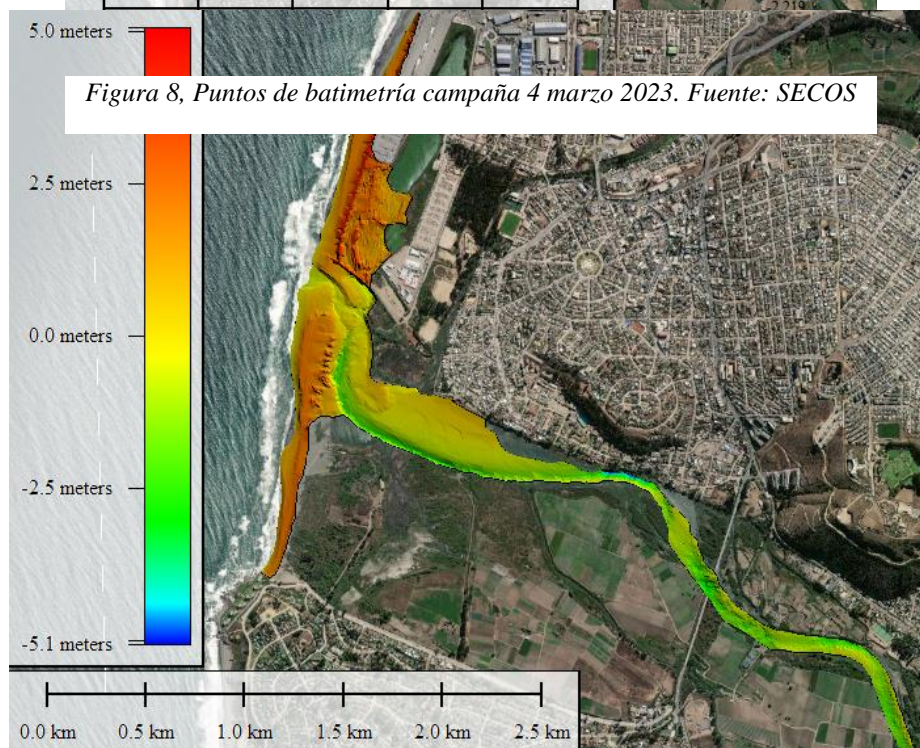 5.0 meters
Figura 8, Puntos de batimetría campaña 4 marzo 2023. Fuente: SECOS
2.5 meters
0.0 meters
-2.5 meters
-5.1 meters
0.0 km 0.5 km 1.0 km 1.5 km 2.0 km 2.5 km